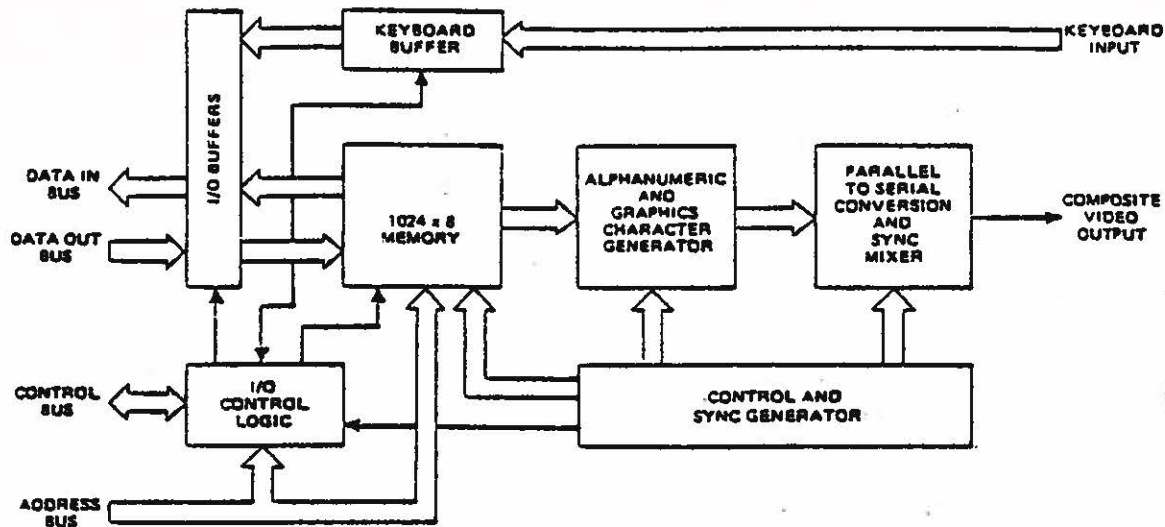 KEYBOARD
BUFFER
KEYBOARD
INPUT
I/O BUFFERS
DATA IN
BUS
DATA OUT
BUS
1024 x 8
MEMORY
ALPHANUMERIC
AND
GRAPHICS
CHARACTER
GENERATOR
PARALLEL
TO SERIAL
CONVERSION
AND
SYNC
MIXER
COMPOSITE
VIDEO
OUTPUT
CONTROL
BUS
I/O
CONTROL
LOGIC
CONTROL AND
SYNC GENERATOR
ADDRESS
BUS